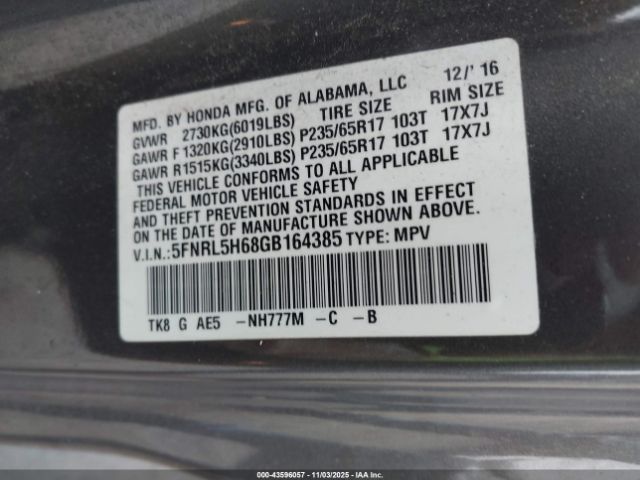 MFD. BY HONDA MFG. OF ALABAMA, LLC 12/'16
GVWR 2730KG(6019LBS) TIRE SIZE RIM SIZE
GAWR F1320KG(2910LBS) P235/65R17 103T 17X7J
GAWR R1515KG(3340LBS) P235/65R17 103T 17X7J
THIS VEHICLE CONFORMS TO ALL APPLICABLE
FEDERAL MOTOR VEHICLE SAFETY
AND THEFT PREVENTION STANDARDS IN EFFECT
ON THE DATE OF MANUFACTURE SHOWN ABOVE.
V.I.N.:5FNRL5H68GB164385 TYPE: MPV
TK8 G AE5 -NH777M -C -B
000-43596057 - 11/03/2025 - IAAI.COM